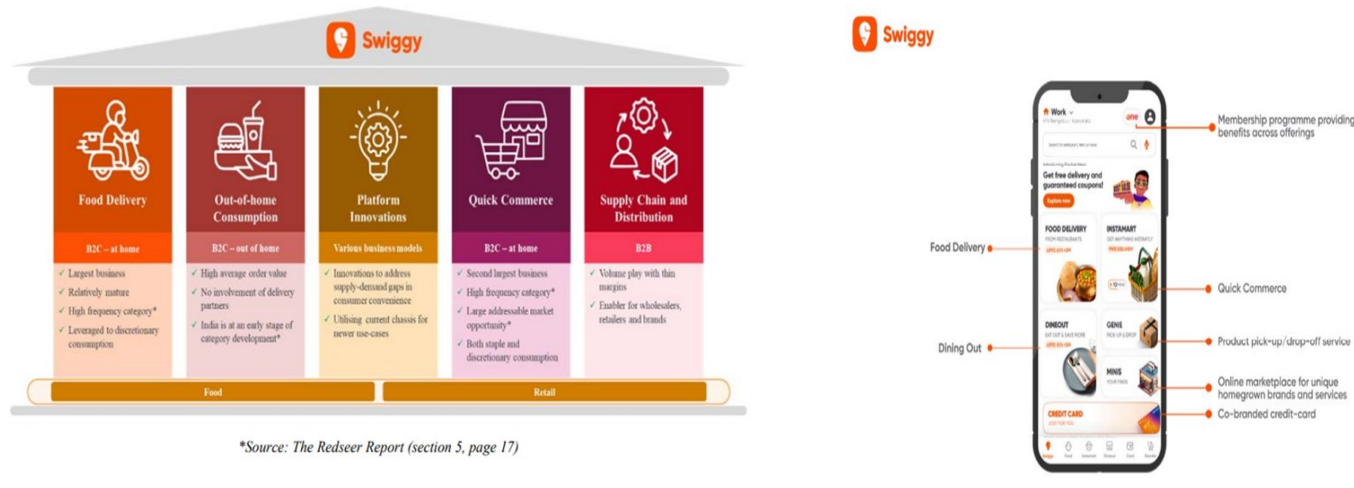 Swiggy
Food Delivery
B2C – at home
✓ Largest business
✓ Relatively mature
✓ High frequency category*
✓ Leveraged to discretionary
consumption
Out-of-home
Consumption
B2C – out of home
✓ High average order value
✓ No involvement of delivery
partners
✓ India is at an early stage of
category development*
Platform
Innovations
Various business models
✓ Innovations to address
supply-demand gaps in
consumer convenience
✓ Utilising current chassis for
newer use-cases
Quick Commerce
B2C – at home
✓ Second largest business
✓ High frequency category*
✓ Large addressable market
opportunity*
✓ Both staple and
discretionary consumption
Supply Chain and
Distribution
B2B
✓ Volume play with thin
margins
✓ Enabler for wholesalers,
retailers and brands
Food
Retail
*Source: The Redseer Report (section 5, page 17)
Swiggy
Work
one
Get free delivery and
guaranteed coupons!
Explore now
FOOD DELIVERY
FROM RESTAURANTS
INSTAMART
GET ANYTHING INSTANTLY
DINEOUT
EAT OUT & SAVE MORE
GENIE
PICK-UP & DROP
MINIS
CREDIT CARD
Swiggy
Food
Instamart
Dineout
Food Delivery
Dining Out
Membership programme providing
benefits across offerings
Quick Commerce
Product pick-up/drop-off service
Online marketplace for unique
homegrown brands and services
Co-branded credit-card